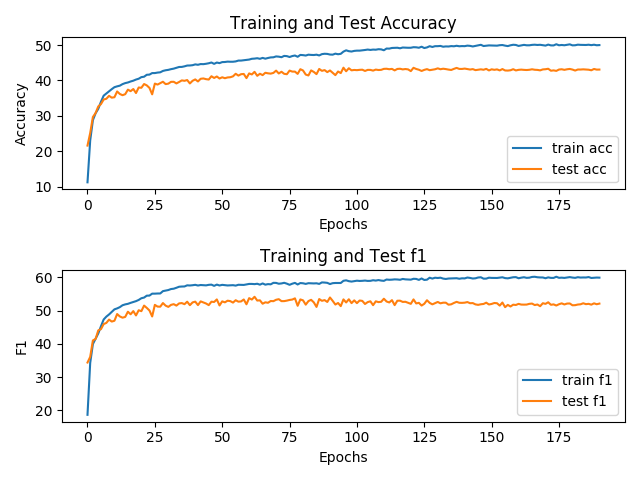 Training and Test Accuracy
50
40
30
20
10
Accuracy
train acc
test acc
0 25 50 75 100 125 150 175
Epochs
Training and Test f1
60
50
40
30
20
F1
train f1
test f1
0 25 50 75 100 125 150 175
Epochs